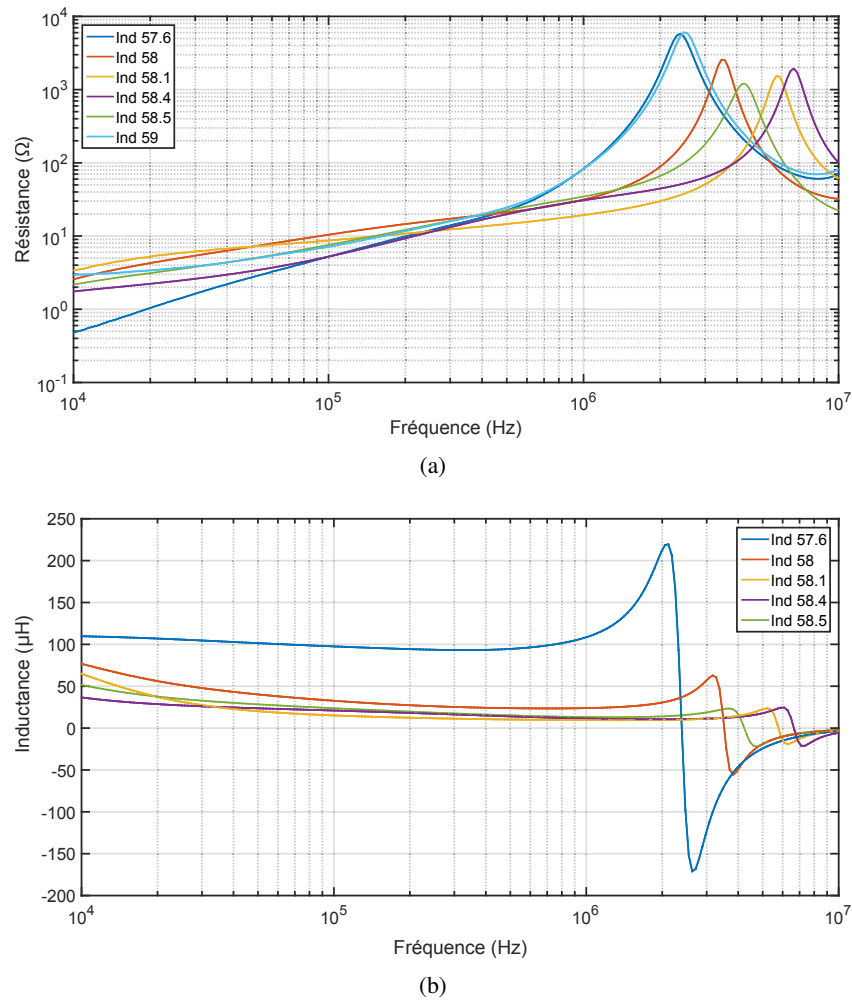 10^4
10^3
10^2
10^1
10^0
10^-1
Résistance (Ω)
Ind 57.6
Ind 58
Ind 58.1
Ind 58.4
Ind 58.5
Ind 59
10^4 10^5 10^6 10^7
Fréquence (Hz)
(a)
250
200
150
100
50
0
-50
-100
-150
-200
Inductance (µH)
Ind 57.6
Ind 58
Ind 58.1
Ind 58.4
Ind 58.5
10^4 10^5 10^6 10^7
Fréquence (Hz)
(b)